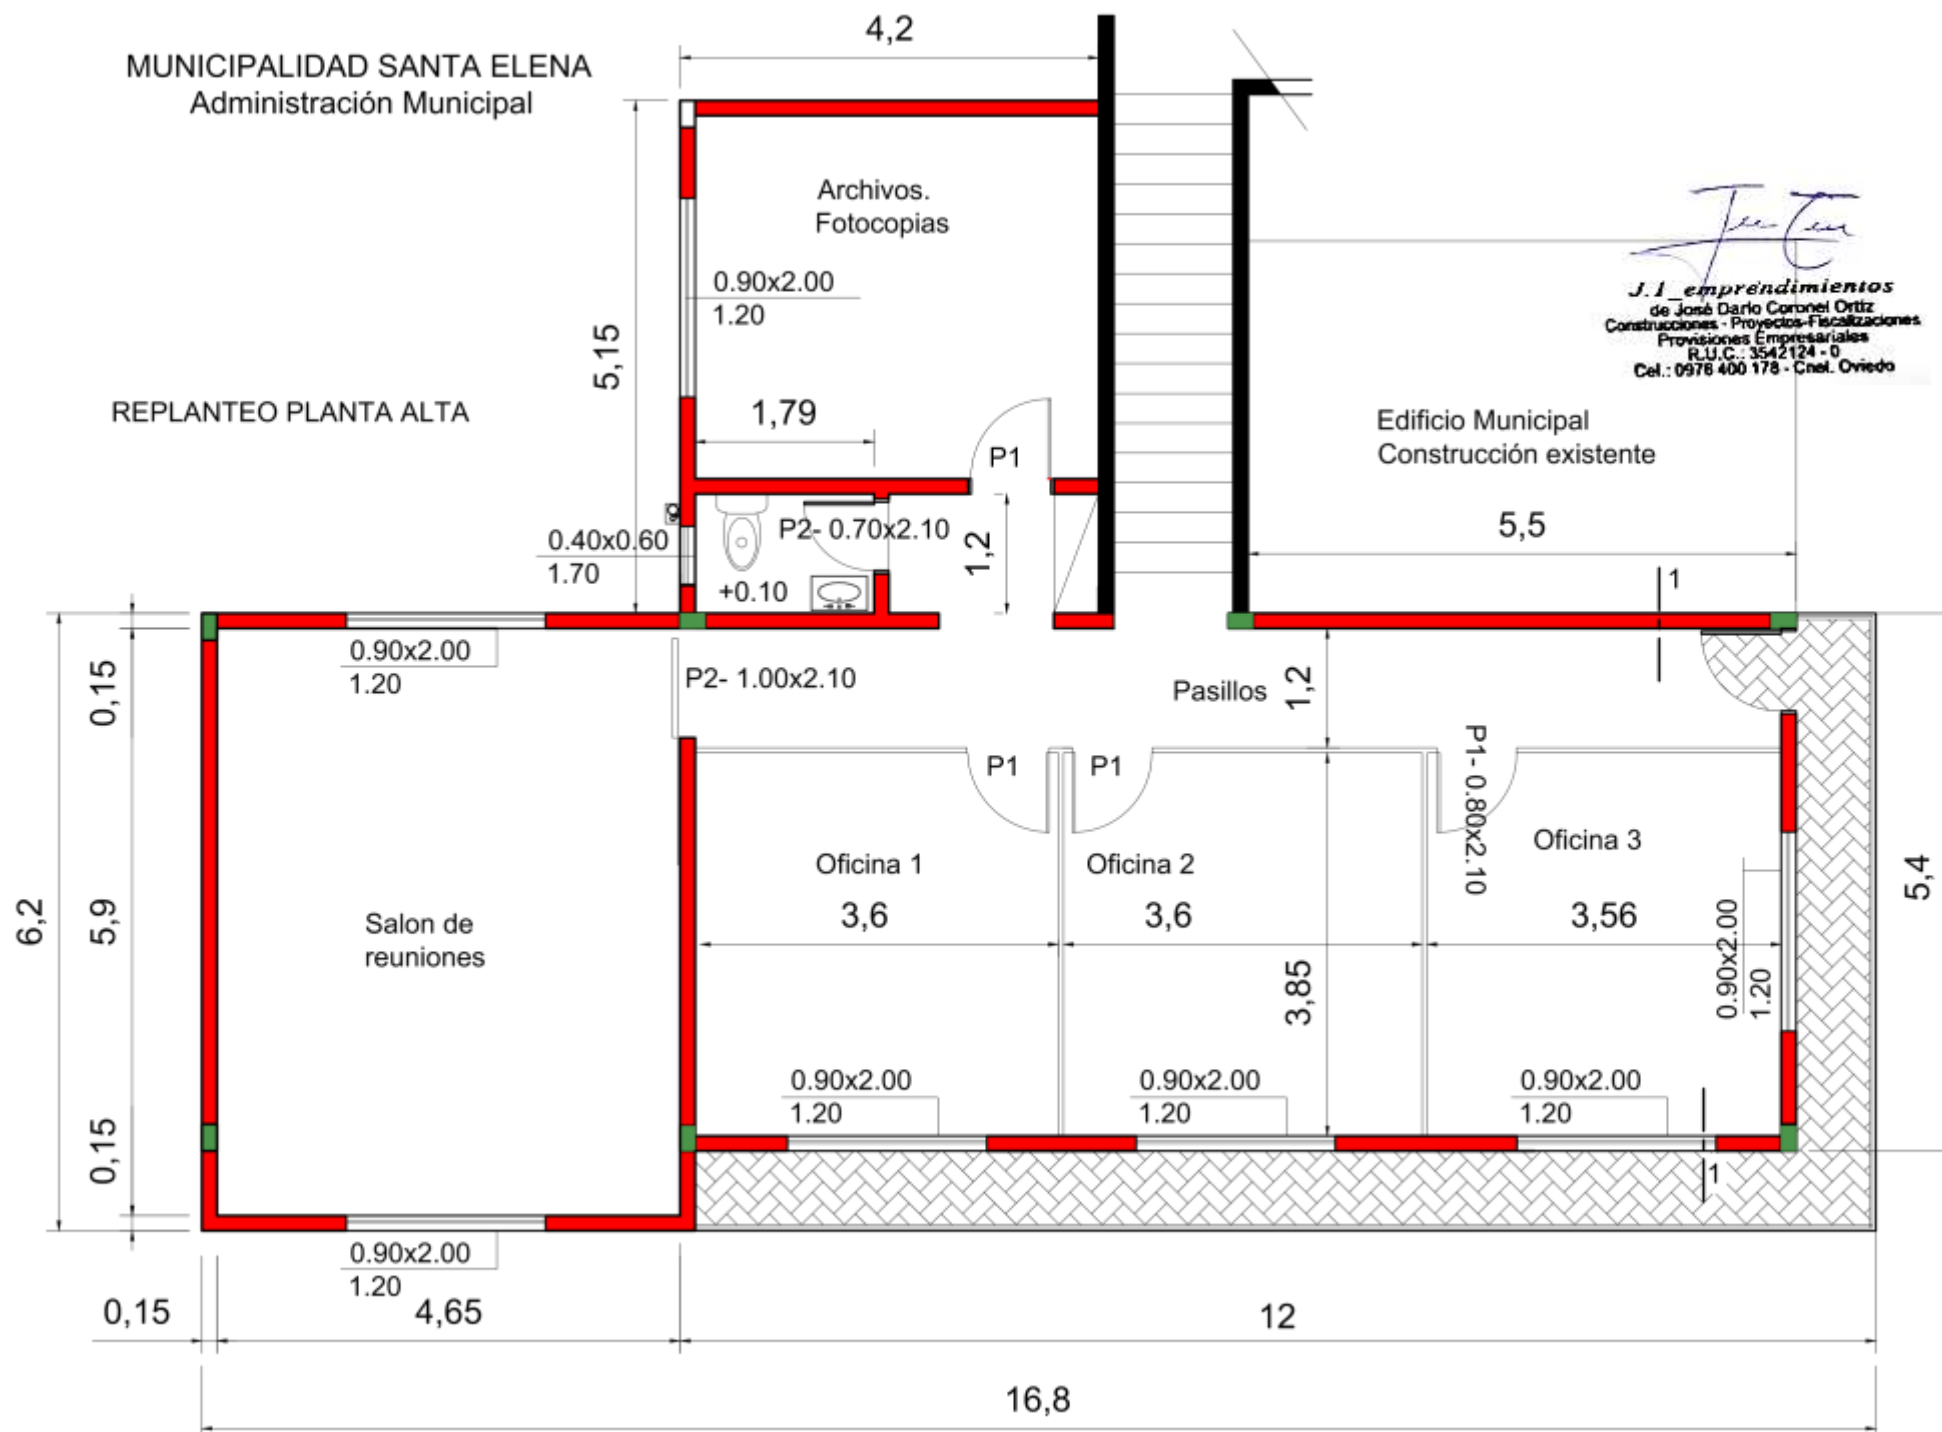 MUNICIPALIDAD SANTA ELENA
Administración Municipal
4,2
Archivos.
Fotocopias
0.90x2.00
1.20
5,15
J.I_emprendimientos
de José Darío Coronel Ortiz
Construcciones - Proyectos-Fiscalizaciones
Provisiones Empresariales
R.U.C.: 3542124 - 0
Cel.: 0976 400 178 - Cnel. Oviedo
REPLANTEO PLANTA ALTA
1,79
P1
Edificio Municipal
Construcción existente
5,5
P2- 0.70x2.10
0.40x0.60
1.70
1,2
+0.10
1
0.90x2.00
1.20
0,15
P2- 1.00x2.10
Pasillos
1,2
P1
P1
P1- 0.80x2.10
Oficina 1
3,6
Oficina 2
3,6
Oficina 3
3,56
5,4
6,2
5,9
Salon de
reuniones
3,85
0.90x2.00
1.20
0.90x2.00
1.20
0.90x2.00
1.20
0.90x2.00
1.20
0,15
1
0.90x2.00
1.20
0,15
4,65
12
16,8